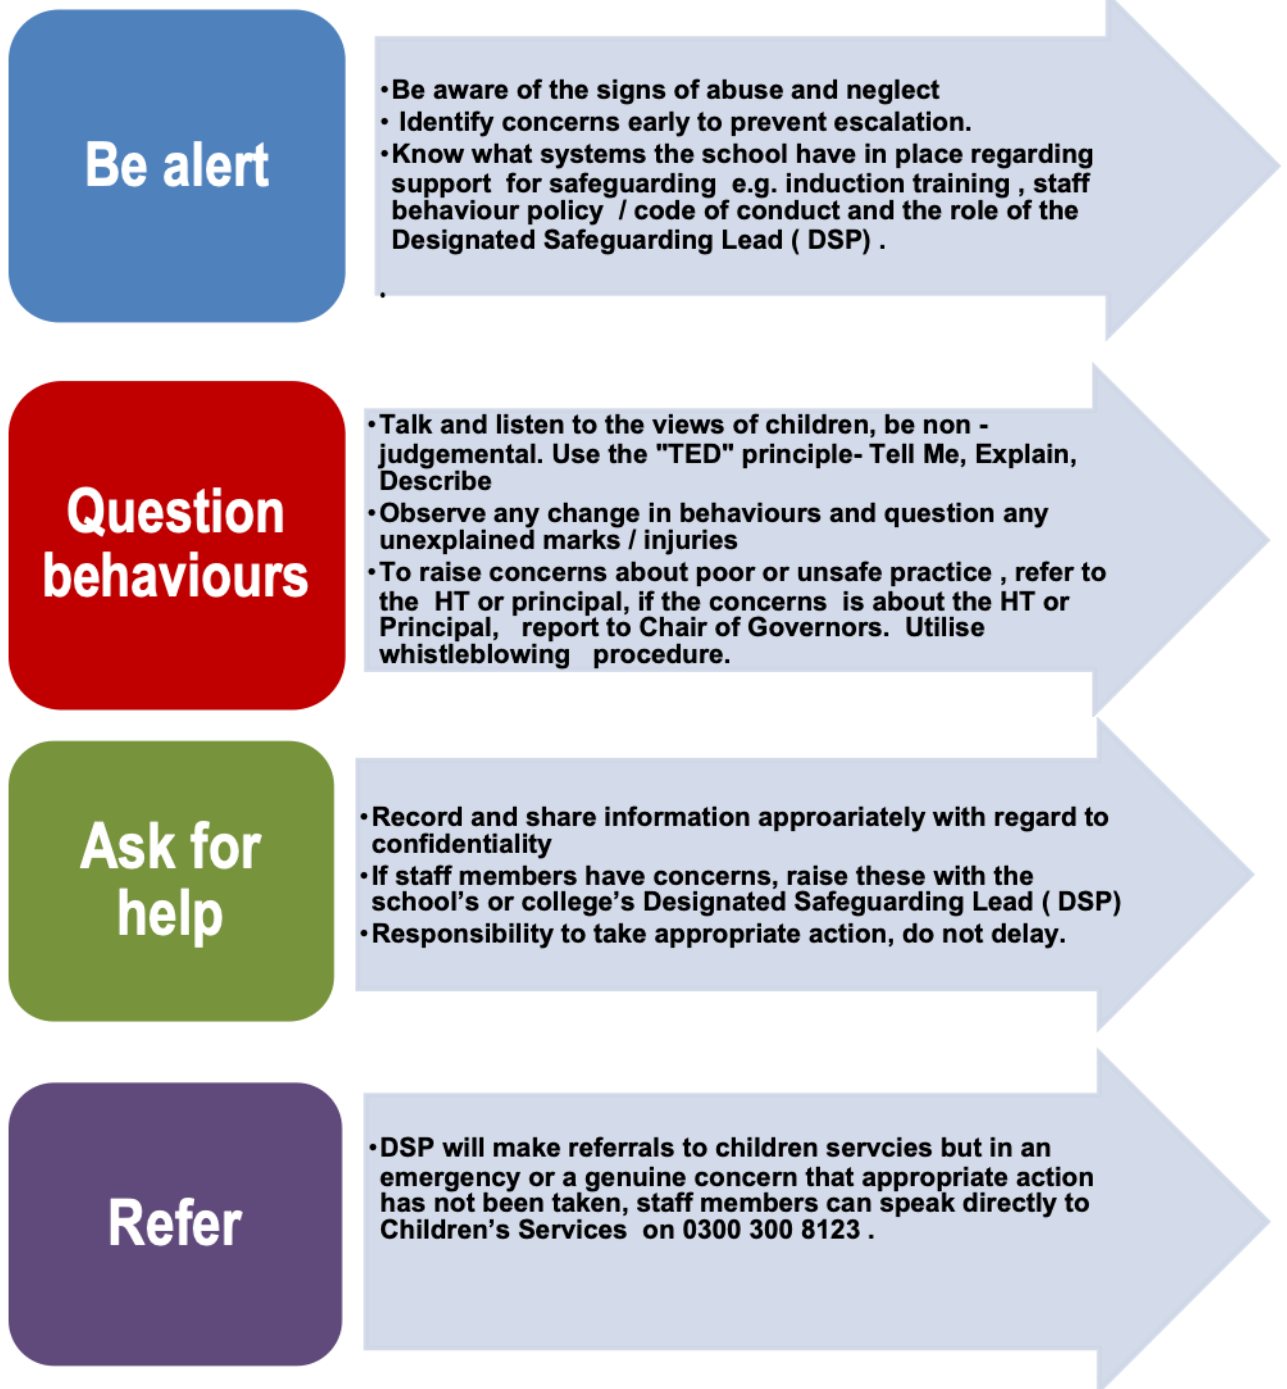 Be alert
•Be aware of the signs of abuse and neglect
• Identify concerns early to prevent escalation.
•Know what systems the school have in place regarding
support for safeguarding e.g. induction training , staff
behaviour policy / code of conduct and the role of the
Designated Safeguarding Lead ( DSP) .
.
Question
behaviours
•Talk and listen to the views of children, be non -
judgemental. Use the "TED" principle- Tell Me, Explain,
Describe
•Observe any change in behaviours and question any
unexplained marks / injuries
•To raise concerns about poor or unsafe practice , refer to
the HT or principal, if the concerns is about the HT or
Principal, report to Chair of Governors. Utilise
whistleblowing procedure.
Ask for
help
•Record and share information approariately with regard to
confidentiality
•If staff members have concerns, raise these with the
school’s or college’s Designated Safeguarding Lead ( DSP)
•Responsibility to take appropriate action, do not delay.
Refer
•DSP will make referrals to children servcies but in an
emergency or a genuine concern that appropriate action
has not been taken, staff members can speak directly to
Children’s Services on 0300 300 8123 .